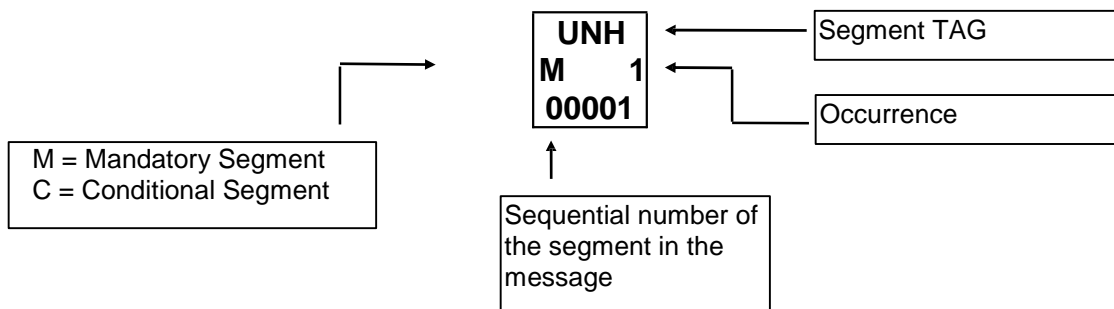 UNH
M 1
00001
Segment TAG
Occurrence
M = Mandatory Segment
C = Conditional Segment
Sequential number of
the segment in the
message